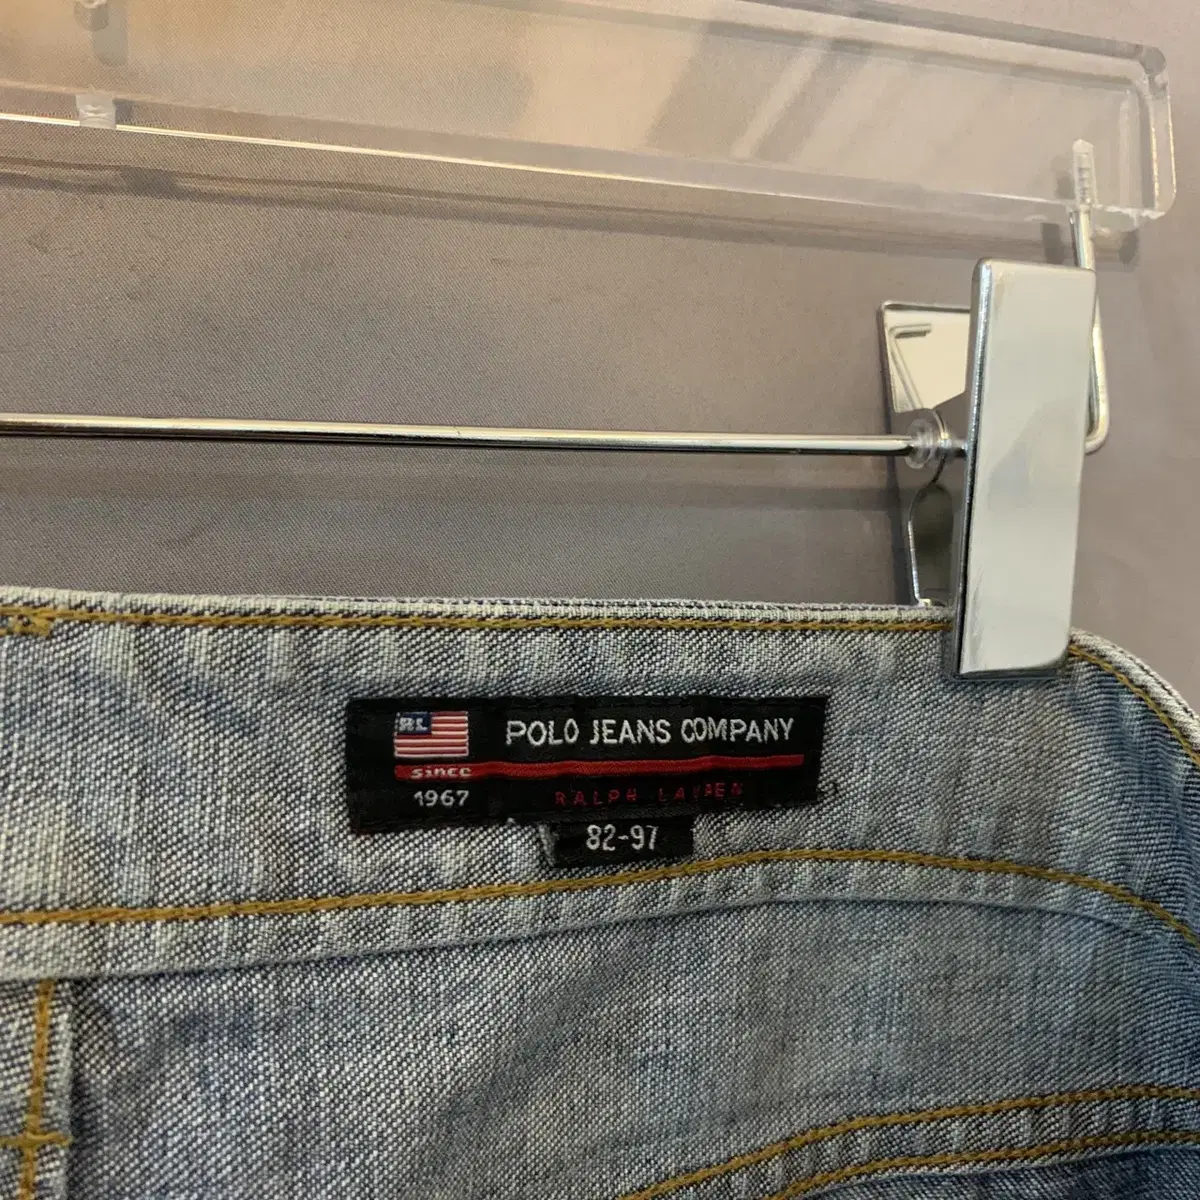 RL
POLO JEANS COMPANY
since
1967
RALPH LAUREN
82-97